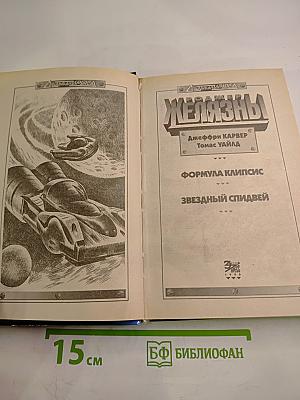 ЖЕЛЯЗНЫ
Джеффри КАРВЕР
Томас УАЙЛД
ФОРМУЛА КЛИПСИС
ЗВЕЗДНЫЙ СПИДВЕЙ
15 см
БФ БИБЛИОФАН